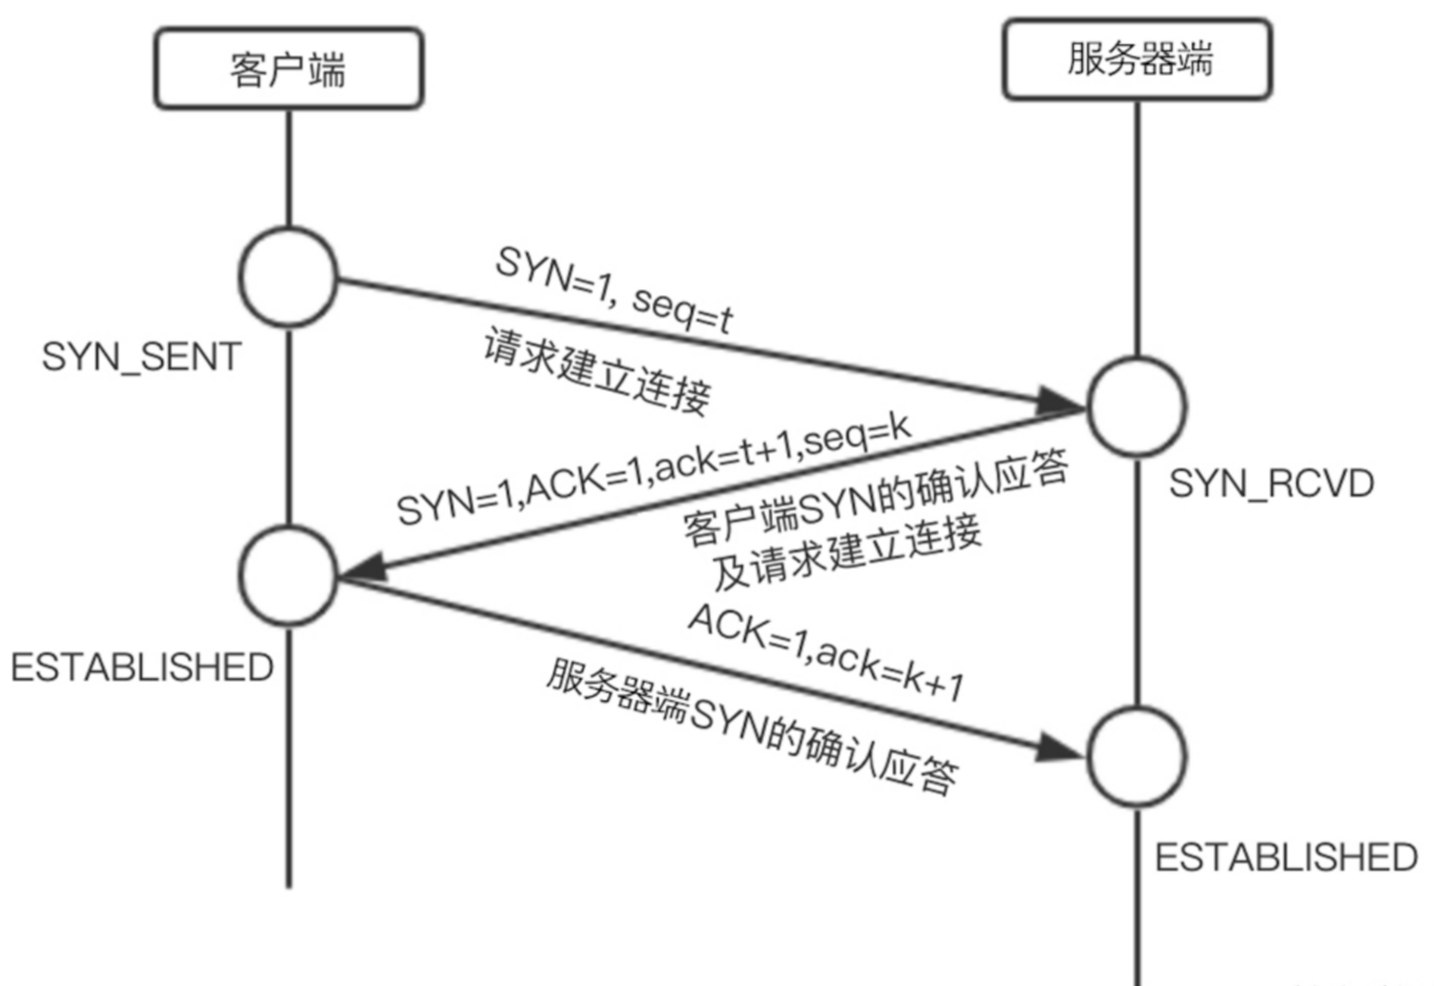 客户端
服务器端
SYN=1, seq=t
请求建立连接
SYN_SENT
SYN=1,ACK=1,ack=t+1,seq=k
客户端SYN的确认应答
及请求建立连接
SYN_RCVD
ACK=1,ack=k+1
服务器端SYN的确认应答
ESTABLISHED
ESTABLISHED